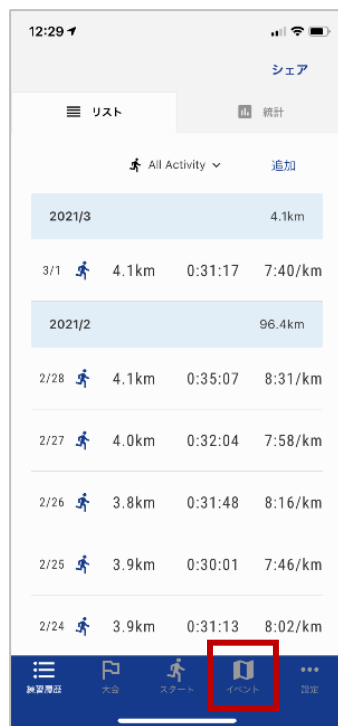 12:29
シェア
リスト 統計
All Activity 追加
2021/3 4.1km
3/1 4.1km 0:31:17 7:40/km
2021/2 96.4km
2/28 4.1km 0:35:07 8:31/km
2/27 4.0km 0:32:04 7:58/km
2/26 3.8km 0:31:48 8:16/km
2/25 3.9km 0:30:01 7:46/km
2/24 3.9km 0:31:13 8:02/km
練習履歴 大会 スタート イベント 設定